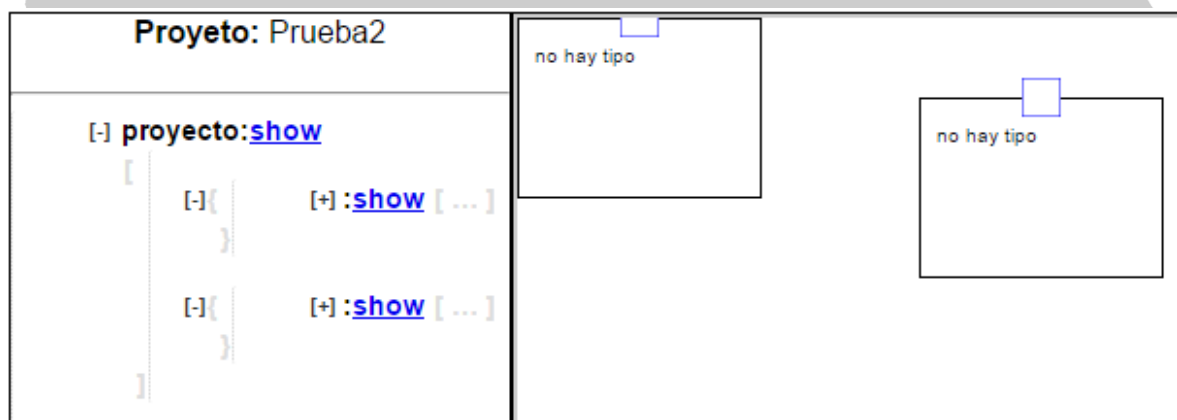 Proyeto: Prueba2
[-] proyecto:show
[
[-]{ [+] :show [ ... ]
}
[-]{ [+] :show [ ... ]
}
]
no hay tipo
no hay tipo